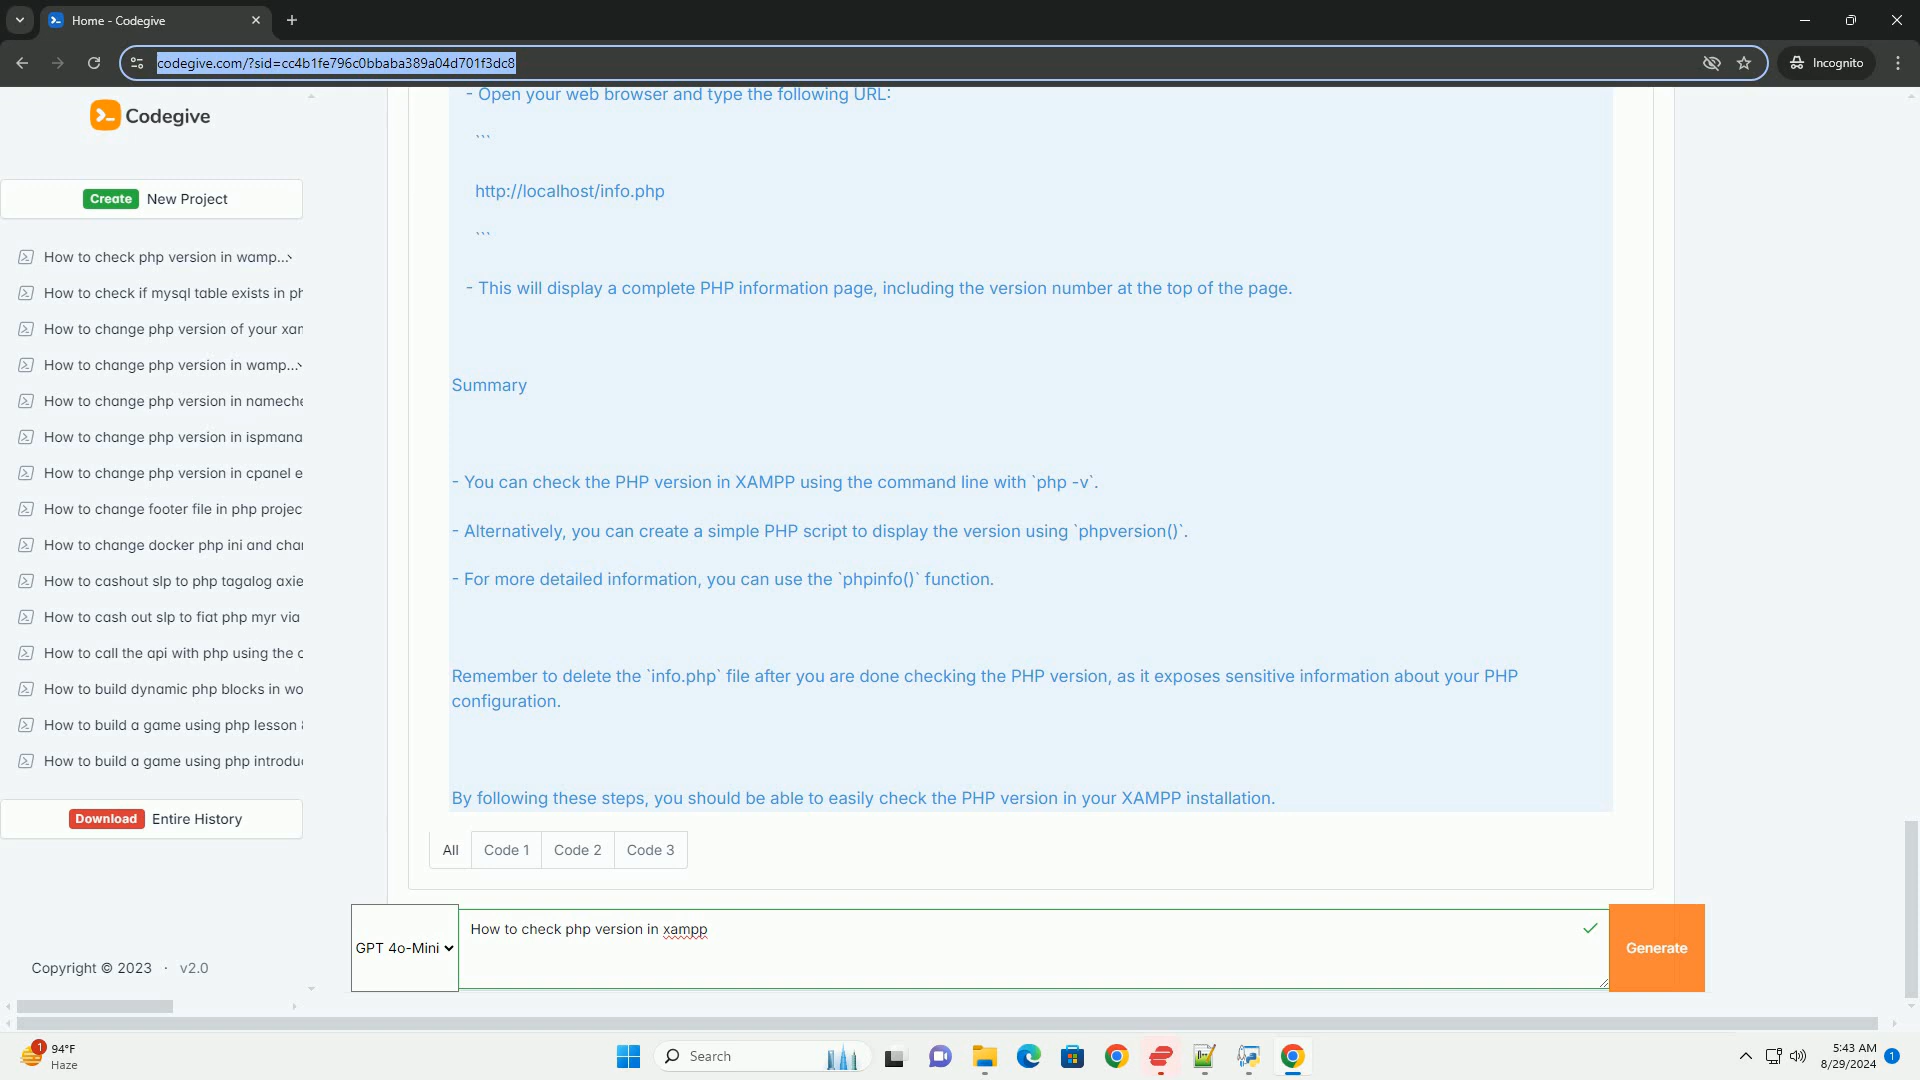 Home - Codegive
codegive.com/?sid=cc4b1fe796c0bbaba389a04d701f3dc8
Incognito
Codegive
Create New Project
How to check php version in wamp...
How to check if mysql table exists in ph
How to change php version of your xam
How to change php version in wamp...
How to change php version in nameche
How to change php version in ispmana
How to change php version in cpanel e
How to change footer file in php projec
How to change docker php ini and char
How to cashout slp to php tagalog axie
How to cash out slp to fiat php myr via
How to call the api with php using the c
How to build dynamic php blocks in wo
How to build a game using php lesson 8
How to build a game using php introdu
Download Entire History
Copyright © 2023 · v2.0
- Open your web browser and type the following URL:
```
http://localhost/info.php
```
- This will display a complete PHP information page, including the version number at the top of the page.
Summary
- You can check the PHP version in XAMPP using the command line with `php -v`.
- Alternatively, you can create a simple PHP script to display the version using `phpversion()`.
- For more detailed information, you can use the `phpinfo()` function.
Remember to delete the `info.php` file after you are done checking the PHP version, as it exposes sensitive information about your PHP
configuration.
By following these steps, you should be able to easily check the PHP version in your XAMPP installation.
All Code 1 Code 2 Code 3
GPT 4o-Mini
How to check php version in xampp
Generate
1
94°F
Haze
Search
5:43 AM
8/29/2024
1